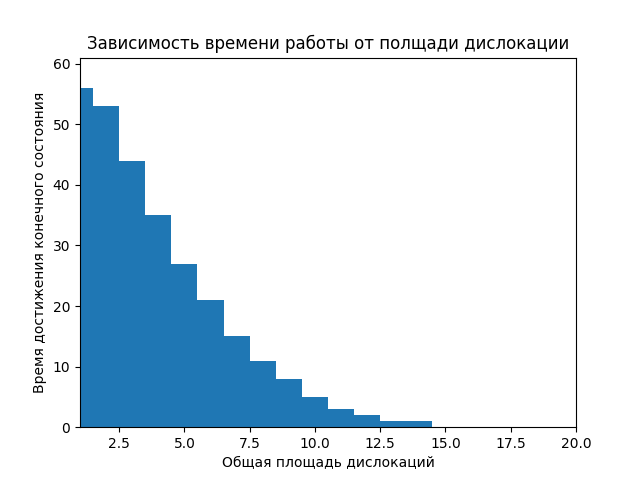 Зависимость времени работы от полщади дислокации
60
50
40
30
20
10
0
Время достижения конечного состояния
2.5 5.0 7.5 10.0 12.5 15.0 17.5 20.0
Общая площадь дислокаций